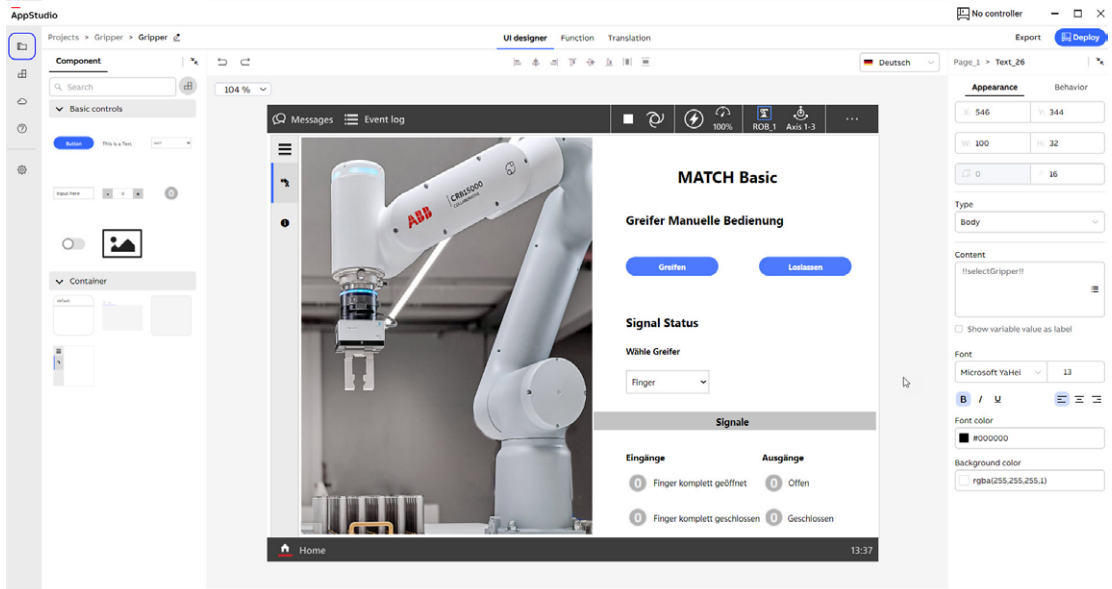 AppStudio
No controller
Projects > Gripper > Gripper
UI designer
Function
Translation
Export
Deploy
Component
Search
Basic controls
Button
This is a Text
Input here
0
0
Container
default
104 %
Deutsch
Messages
Event log
100%
ROB_1
Axis 1-3
...
ABB
CRB15000
COLLABORATIVE
MATCH Basic
Greifer Manuelle Bedienung
Greifen
Loslassen
Signal Status
Wähle Greifer
Finger
Signale
Eingänge
Ausgänge
0 Finger komplett geöffnet
0 Offen
0 Finger komplett geschlossen
0 Geschlossen
Home
13:37
Page_1 > Text_26
Appearance
Behavior
X: 546
Y: 344
W: 100
H: 32
0
16
Type
Body
Content
!!selectGripper!!
Show variable value as label
Font
Microsoft YaHei
13
B I U
Font color
#000000
Background color
rgba(255,255,255,1)